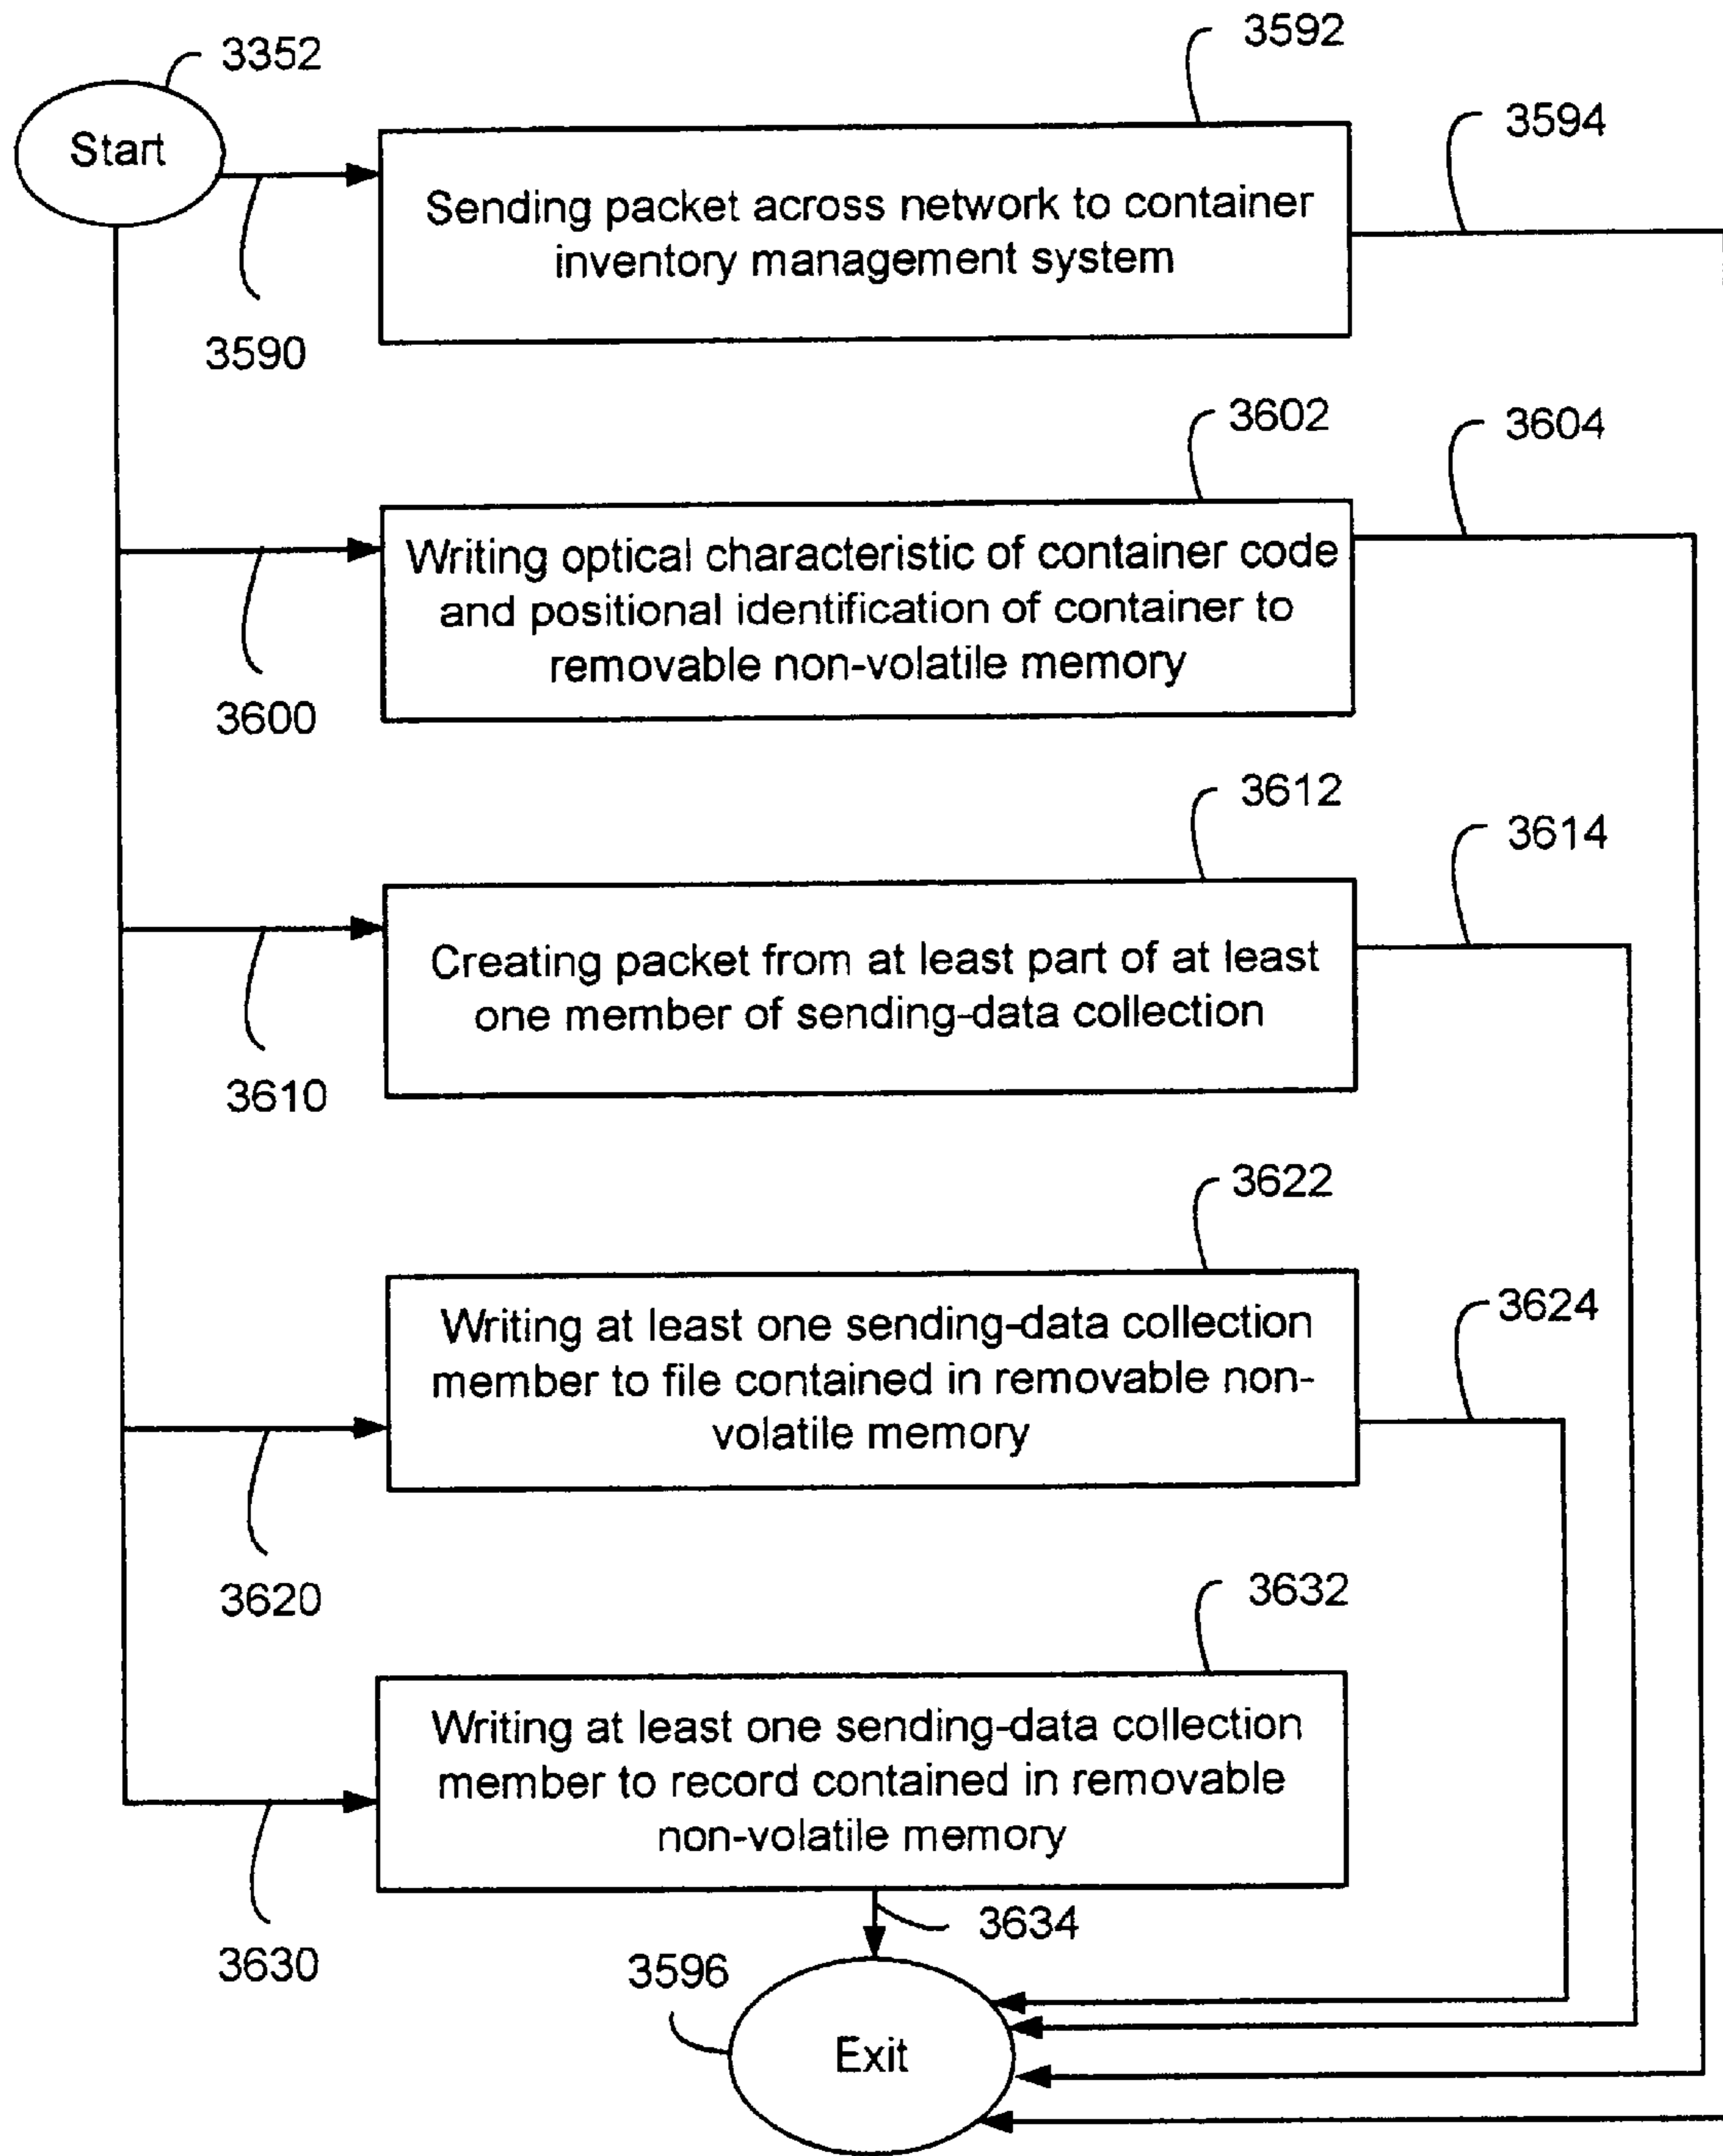 3352
Start
3592
3594
Sending packet across network to container
inventory management system
3590
3602
3604
Writing optical characteristic of container code
and positional identification of container to
removable non-volatile memory
3600
3612
3614
Creating packet from at least part of at least
one member of sending-data collection
3610
3622
3624
Writing at least one sending-data collection
member to file contained in removable non-
volatile memory
3620
3632
Writing at least one sending-data collection
member to record contained in removable
non-volatile memory
3630
3634
3596
Exit